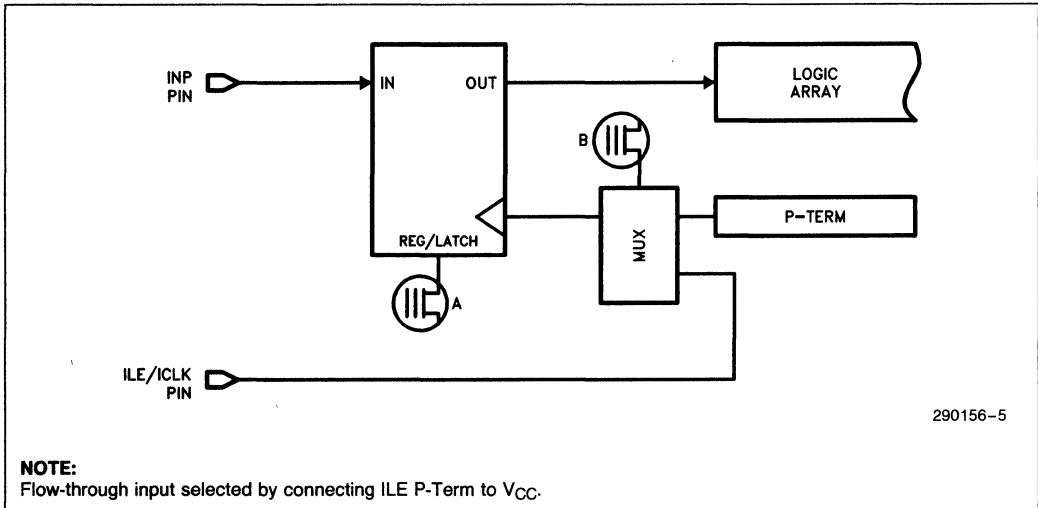 INP
PIN
IN
OUT
LOGIC
ARRAY
B
MUX
P-TERM
REG/LATCH
A
ILE/ICLK
PIN
290156-5
NOTE:
Flow-through input selected by connecting ILE P-Term to VCC.